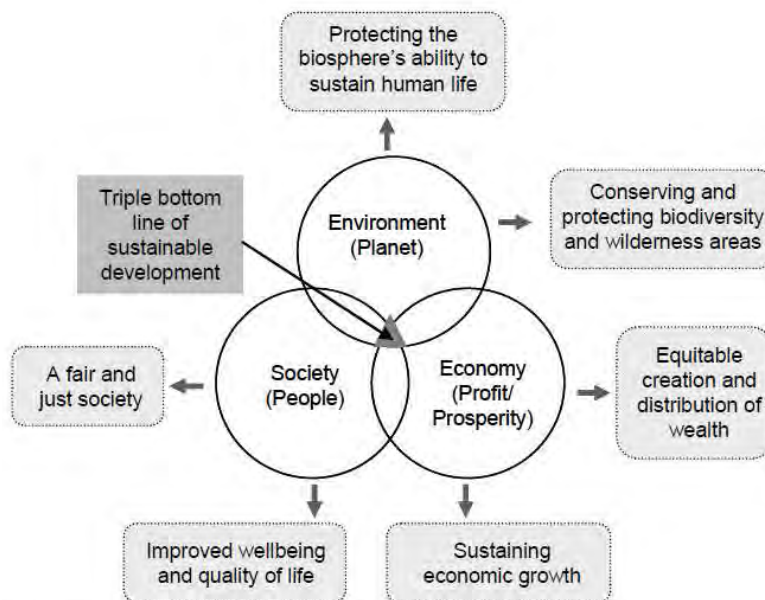 Protecting the
biosphere's ability to
sustain human life
Triple bottom
line of
sustainable
development
Environment
(Planet)
Conserving and
protecting biodiversity
and wilderness areas
A fair and
just society
Society
(People)
Economy
(Profit/
Prosperity)
Equitable
creation and
distribution of
wealth
Improved wellbeing
and quality of life
Sustaining
economic growth